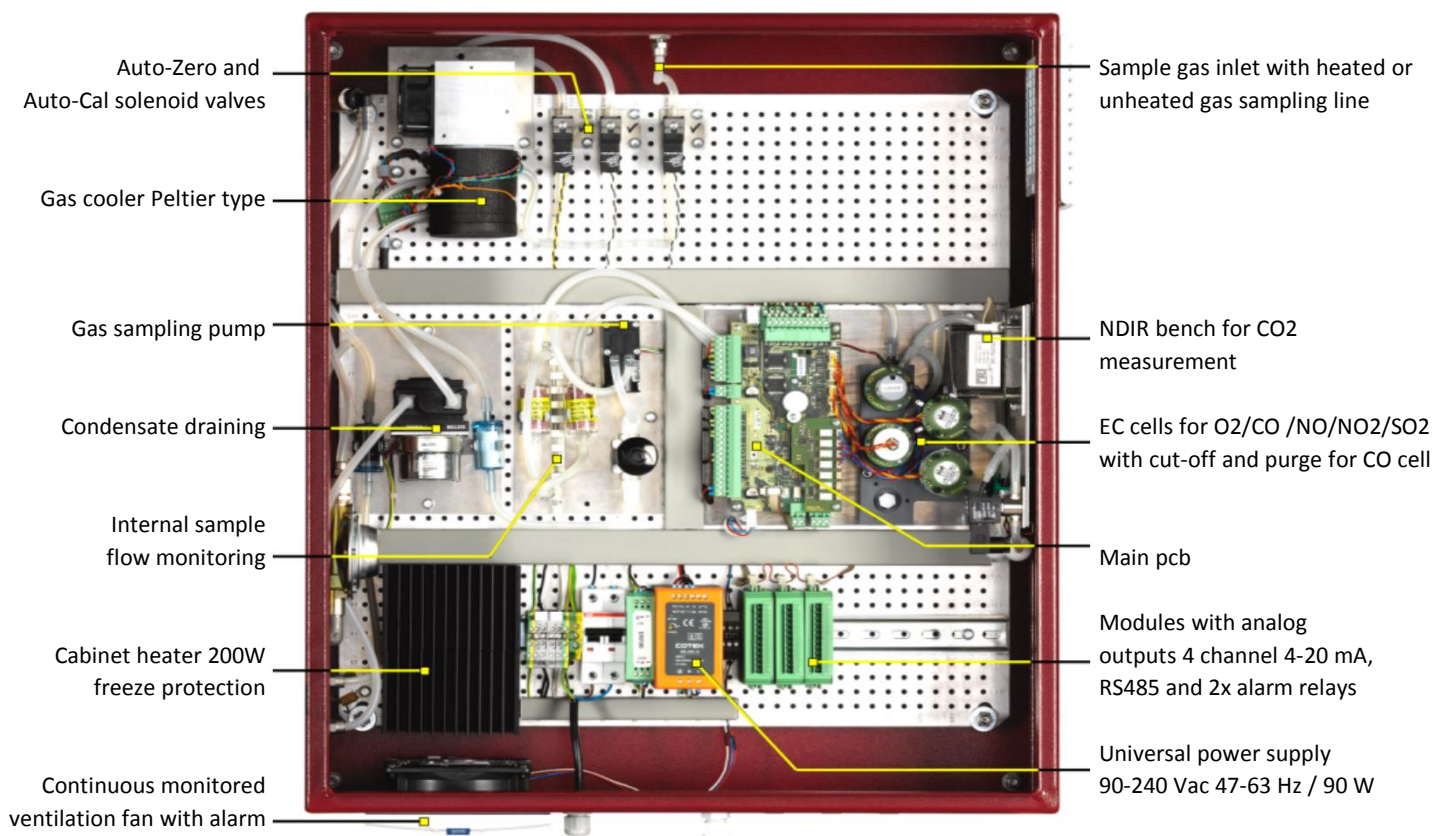 Auto-Zero and
Auto-Cal solenoid valves
Gas cooler Peltier type
Gas sampling pump
Condensate draining
Internal sample
flow monitoring
Cabinet heater 200W
freeze protection
Continuous monitored
ventilation fan with alarm
Sample gas inlet with heated or
unheated gas sampling line
NDIR bench for CO2
measurement
EC cells for O2/CO /NO/NO2/SO2
with cut-off and purge for CO cell
Main pcb
Modules with analog
outputs 4 channel 4-20 mA,
RS485 and 2x alarm relays
Universal power supply
90-240 Vac 47-63 Hz / 90 W
CE
COTEK